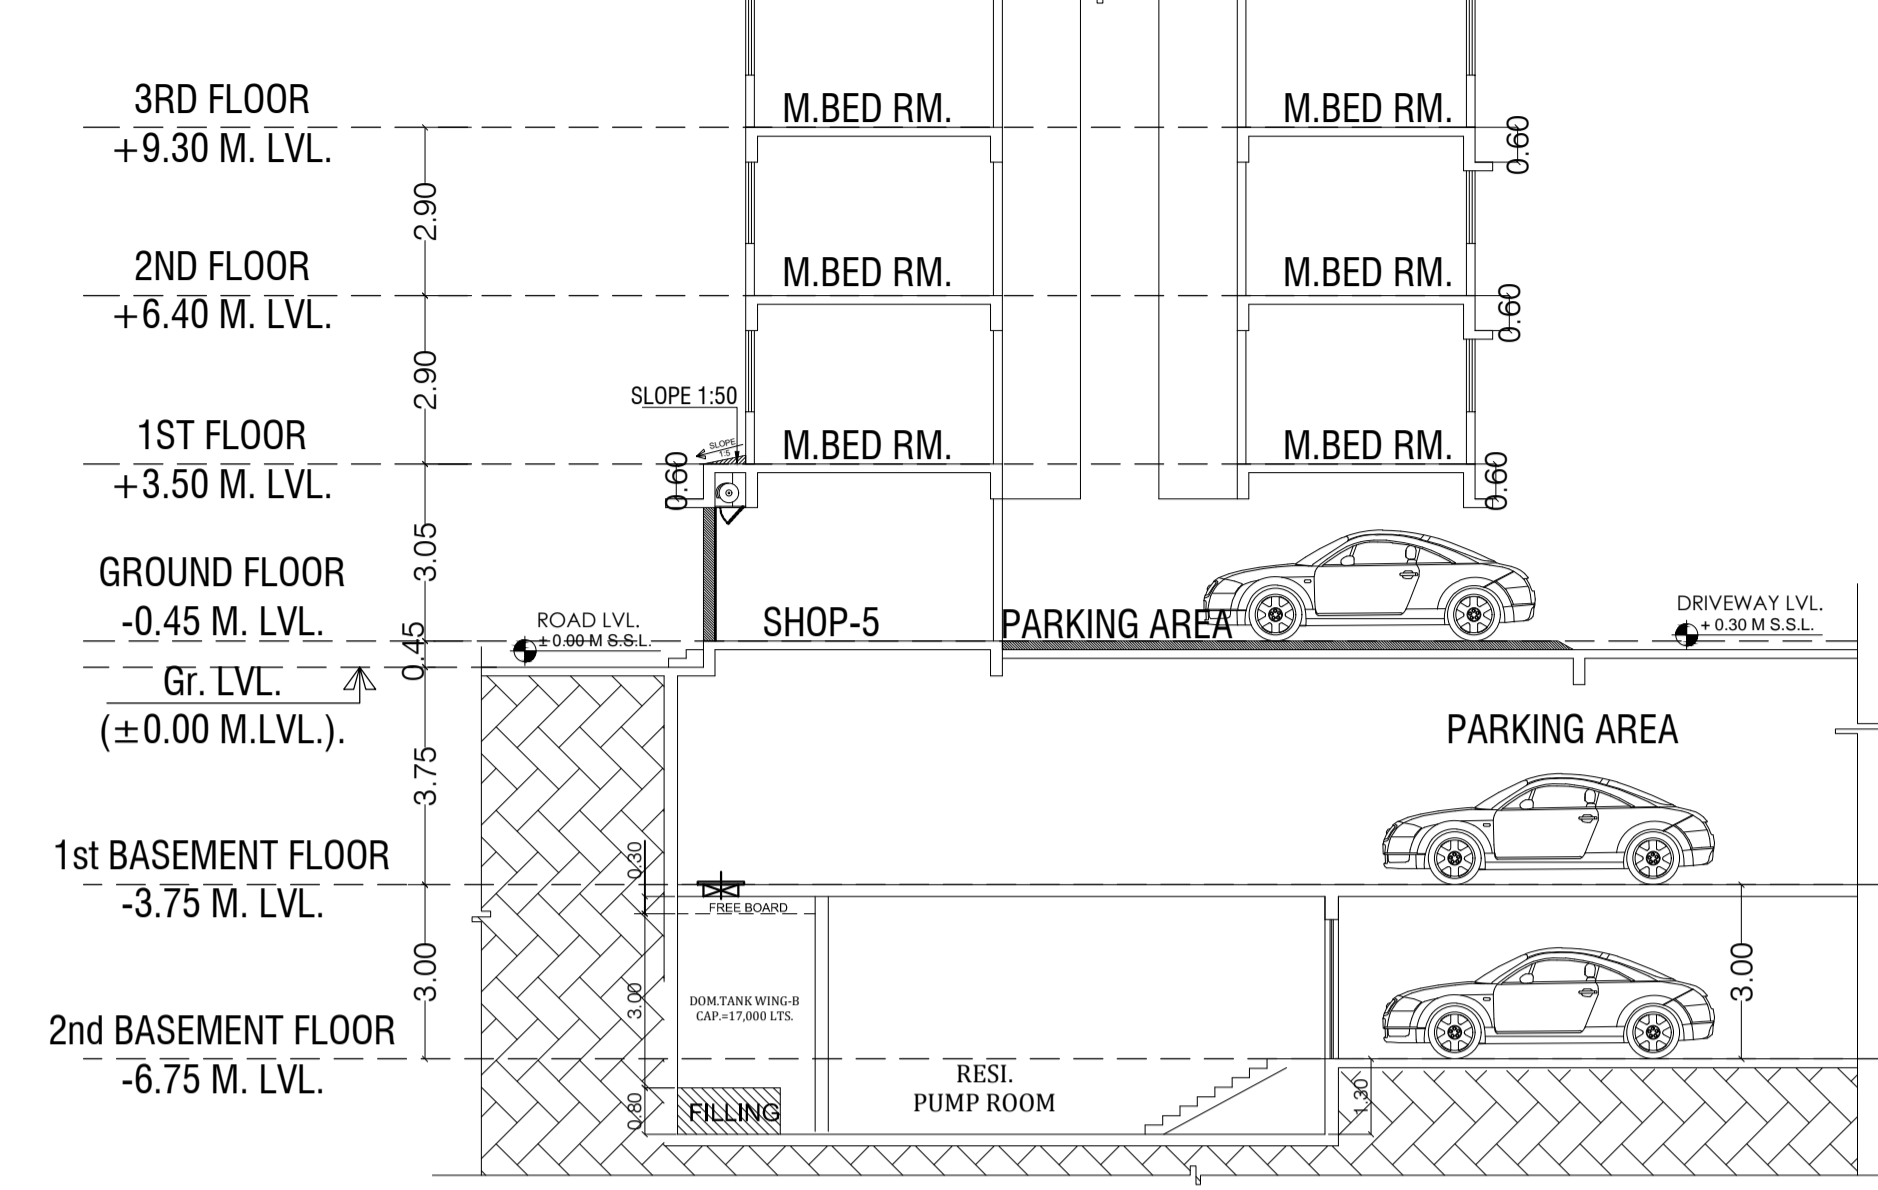 3RD FLOOR
+9.30 M. LVL.
M.BED RM.
M.BED RM.
0.60
2.90
2ND FLOOR
+6.40 M. LVL.
M.BED RM.
M.BED RM.
0.60
2.90
SLOPE 1:50
SLOPE
1:5
1ST FLOOR
+3.50 M. LVL.
M.BED RM.
M.BED RM.
0.60
0.60
3.05
GROUND FLOOR
-0.45 M. LVL.
ROAD LVL.
±0.00 M S.S.L.
SHOP-5
PARKING AREA
DRIVEWAY LVL.
+ 0.30 M S.S.L.
0.45
Gr. LVL.
(±0.00 M.LVL.).
PARKING AREA
3.75
1st BASEMENT FLOOR
-3.75 M. LVL.
0.30
FREE BOARD
3.00
3.00
DOM.TANK WING-B
CAP.=17,000 LTS.
3.00
2nd BASEMENT FLOOR
-6.75 M. LVL.
RESI.
PUMP ROOM
0.80
FILLING
1.30